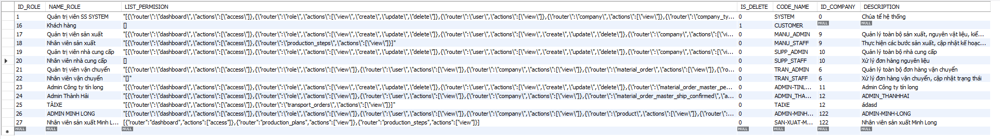 ID_ROLE NAME_ROLE LIST_PERMISION IS_DELETE CODE_NAME ID_COMPANY DESCRIPTION
1 Quản trị viên SS SYSTEM "[{\"router\":\"dashboard\",\"actions\":[\"access\"]},{\"router\":\"role\",\"actions\":[\"view\",\"create\",\"update\",\"delete\"]},{\"router\":\"user\",\"actions\":[\"view\"]},{\"router\":\"company\",\"actions\":[\"view\"]},{\"router\":\"company_ty... 0 SYSTEM 0 Chúa tể hệ thống
16 Khách hàng [] 1 CUSTOMER NULL NULL
17 Quản trị viên sản xuất "[{\"router\":\"dashboard\",\"actions\":[\"access\"]},{\"router\":\"role\",\"actions\":[\"view\",\"create\",\"update\",\"delete\"]},{\"router\":\"user\",\"actions\":[\"view\",\"create\",\"update\",\"delete\"]},{\"router\":\"company\",\"actions\":[\"vi... 0 MANU_ADMIN 9 Quản lý toàn bộ sản xuất, nguyên vật liệu, kiể...
18 Nhân viên sản xuất "[{\"router\":\"dashboard\",\"actions\":[\"access\"]},{\"router\":\"production_steps\",\"actions\":[\"view\"]}]" 0 MANU_STAFF 9 Thực hiện các bước sản xuất, cập nhật kế hoạc...
19 Quản trị viên nhà cung cấp "[{\"router\":\"dashboard\",\"actions\":[\"access\"]},{\"router\":\"role\",\"actions\":[\"view\",\"create\",\"update\",\"delete\"]},{\"router\":\"user\",\"actions\":[\"view\",\"create\",\"update\",\"delete\"]},{\"router\":\"company\",\"actions\":[\"vi... 0 SUPP_ADMIN 10 Quản lý toàn bộ nhà cung cấp
20 Nhân viên nhà cung cấp [] 0 SUPP_STAFF 10 Xử lý đơn hàng nguyên liệu
21 Quản trị viên vận chuyển "[{\"router\":\"dashboard\",\"actions\":[\"access\"]},{\"router\":\"role\",\"actions\":[\"view\"]},{\"router\":\"user\",\"actions\":[\"view\"]},{\"router\":\"company\",\"actions\":[\"view\"]},{\"router\":\"material_order\",\"actions\":[\"view\"]},{\"ro... 0 TRAN_ADMIN 6 Quản lý toàn bộ đơn hàng vận chuyển
22 Nhân viên vận chuyển "[]" 0 TRAN_STAFF 6 Xử lý đơn hàng vận chuyển, cập nhật trạng thái
23 Admin Công ty tín long "[{\"router\":\"dashboard\",\"actions\":[\"access\"]},{\"router\":\"role\",\"actions\":[\"view\",\"create\",\"update\",\"delete\"]},{\"router\":\"user\",\"actions\":[\"view\",\"create\",\"update\",\"delete\"]},{\"router\":\"material_order_master_pe... 0 ADMIN-TINL... 11 Admin Công ty tín long
24 Admin Thành Hải "[{\"router\":\"dashboard\",\"actions\":[\"access\"]},{\"router\":\"role\",\"actions\":[\"view\"]},{\"router\":\"user\",\"actions\":[\"view\"]},{\"router\":\"company\",\"actions\":[\"view\"]},{\"router\":\"material_order_master_ship_confirmed\",\"a... 0 ADMIN_THA... 12 ADMIN_THANHHAI
25 TÀIXE "[{\"router\":\"dashboard\",\"actions\":[\"access\"]},{\"router\":\"transport_orders\",\"actions\":[\"view\"]}]" 0 TAIXE 12 ádasd
26 ADMIN MINH LONG "[{\"router\":\"dashboard\",\"actions\":[\"access\"]},{\"router\":\"role\",\"actions\":[\"view\"]},{\"router\":\"user\",\"actions\":[\"view\"]},{\"router\":\"company\",\"actions\":[\"view\"]},{\"router\":\"product\",\"actions\":[\"view\"]},{\"router\":... 0 ADMIN-MINH... 122 ADMIN-MINH-LONG
27 Nhân viên sản xuất Minh L... [{"router":"dashboard","actions":["access"]},{"router":"production_plans","actions":["view"]},{"router":"production_steps","actions":["view"]}] 0 SAN-XUAT-M... 122 Nhân viên sản xuất Minh Long
NULL NULL NULL NULL NULL NULL NULL